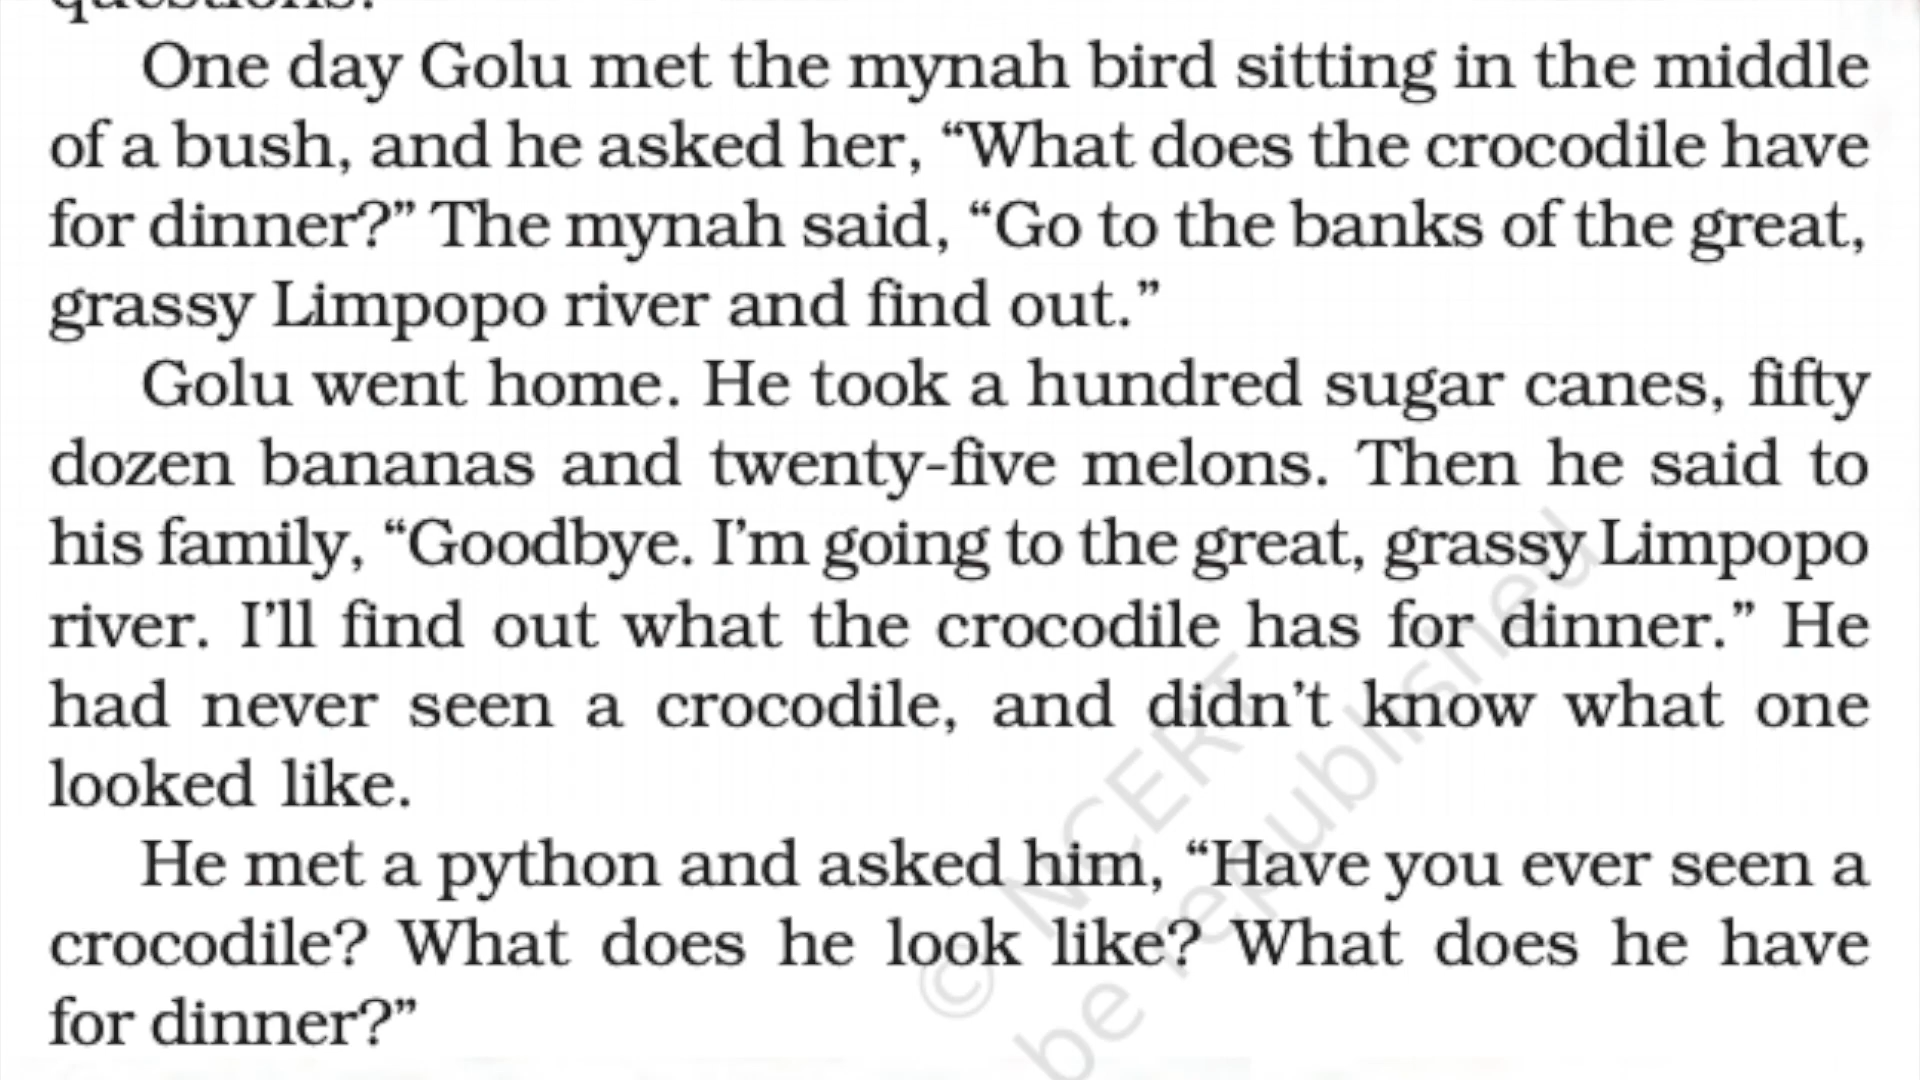 questions.
One day Golu met the mynah bird sitting in the middle
of a bush, and he asked her, “What does the crocodile have
for dinner?” The mynah said, “Go to the banks of the great,
grassy Limpopo river and find out.”
Golu went home. He took a hundred sugar canes, fifty
dozen bananas and twenty-five melons. Then he said to
his family, “Goodbye. I’m going to the great, grassy Limpopo
river. I’ll find out what the crocodile has for dinner.” He
had never seen a crocodile, and didn’t know what one
looked like.
He met a python and asked him, “Have you ever seen a
crocodile? What does he look like? What does he have
for dinner?”
© NCERT
be republished